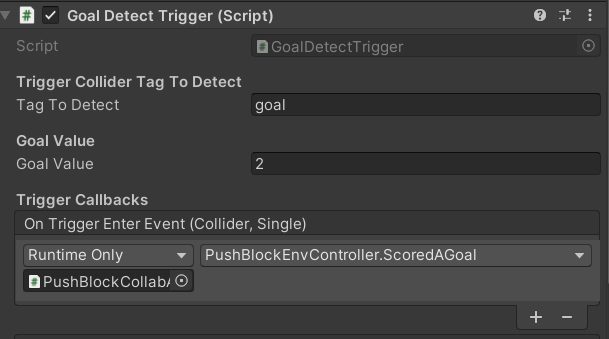 Goal Detect Trigger (Script)
Script GoalDetectTrigger
Trigger Collider Tag To Detect
Tag To Detect goal
Goal Value
Goal Value 2
Trigger Callbacks
On Trigger Enter Event (Collider, Single)
Runtime Only PushBlockEnvController.ScoredAGoal
PushBlockCollab